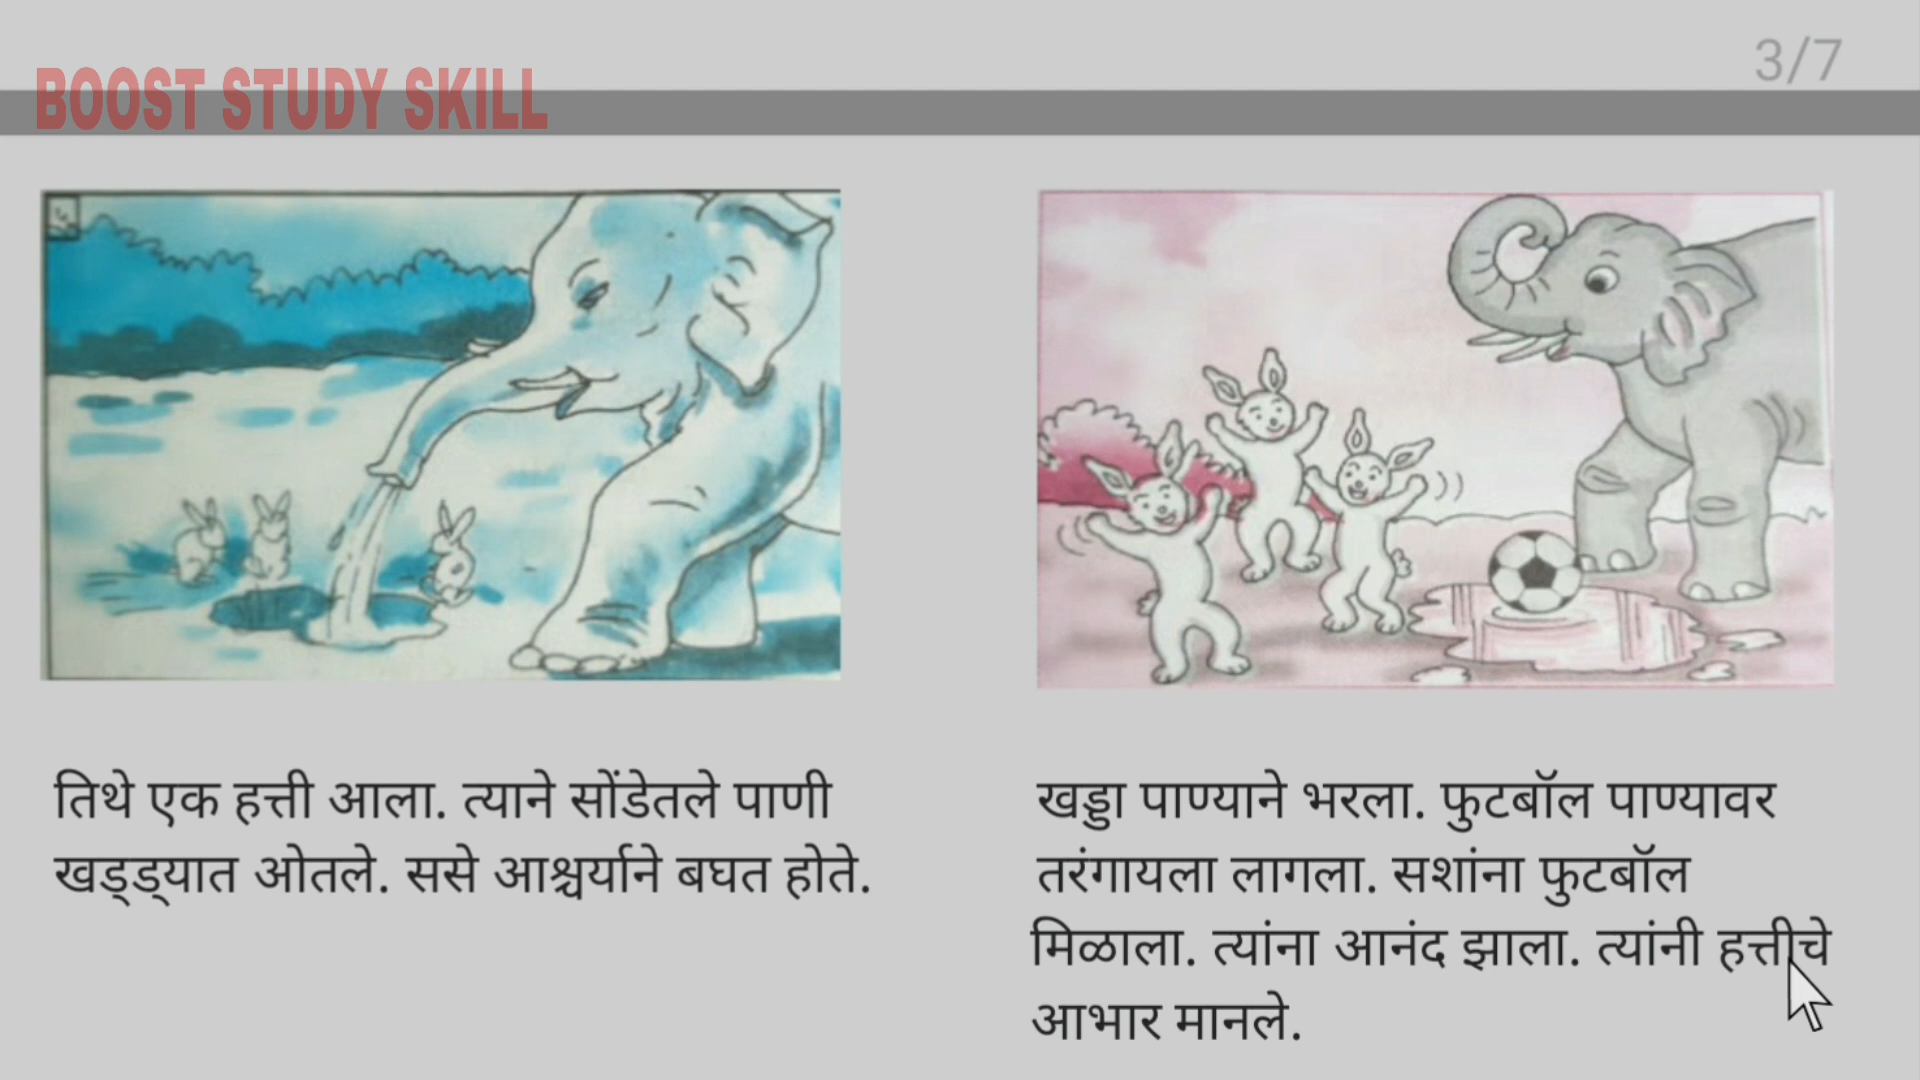 3/7
BOOST STUDY SKILL
तिथे एक हत्ती आला. त्याने सोंडेतले पाणी
खड्ड्यात ओतले. ससे आश्चर्याने बघत होते.
खड्डा पाण्याने भरला. फुटबॉल पाण्यावर
तरंगायला लागला. सशांना फुटबॉल
मिळाला. त्यांना आनंद झाला. त्यांनी हत्तीचे
आभार मानले.